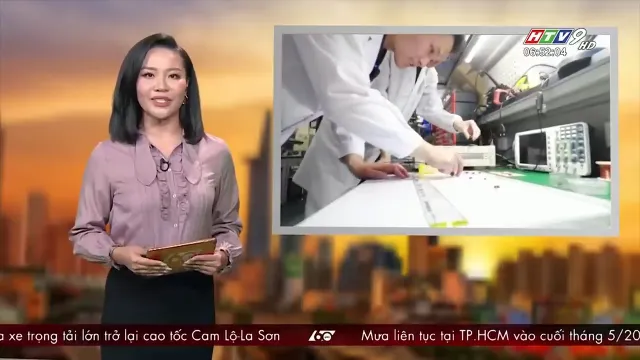 HTV9 HD
06:52:04
a xe trọng tải lớn trở lại cao tốc Cam Lộ-La Sơn
Mưa liên tục tại TP.HCM vào cuối tháng 5/20